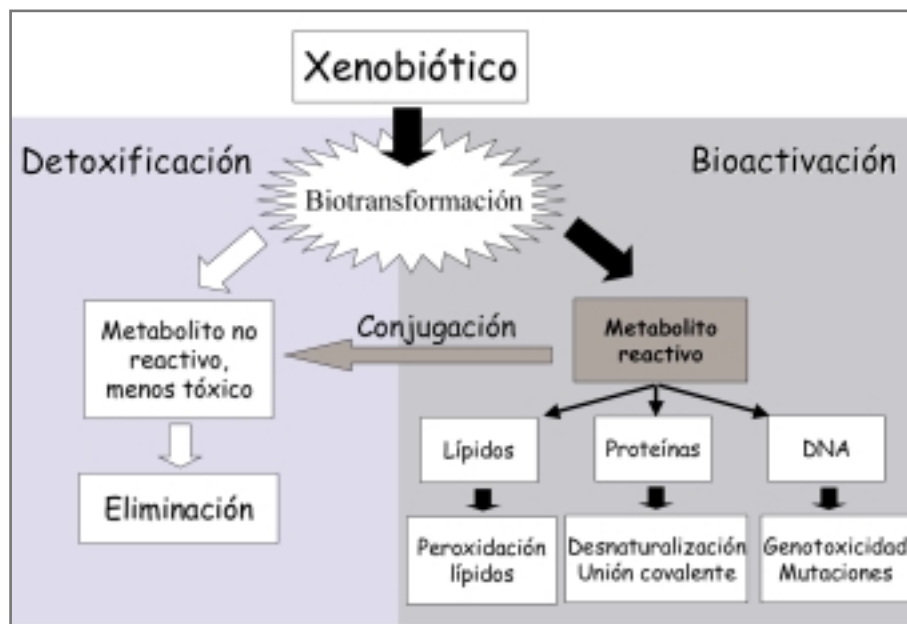 Xenobiótico
Detoxificación
Bioactivación
Biotransformación
Metabolito no
reactivo,
menos tóxico
Conjugación
Metabolito
reactivo
Eliminación
Lípidos
Proteínas
DNA
Peroxidación
lípidos
Desnaturalización
Unión covalente
Genotoxicidad
Mutaciones